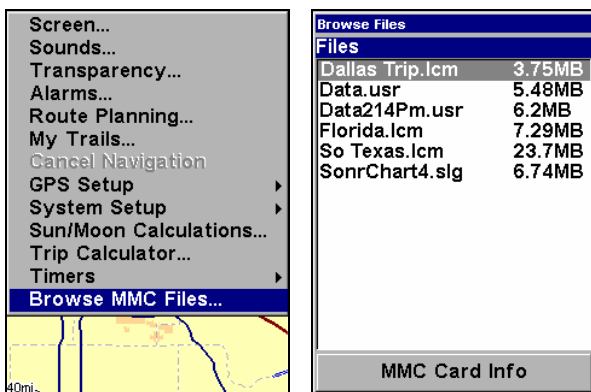 Screen...
Sounds...
Transparency...
Alarms...
Route Planning...
My Trails...
Cancel Navigation
GPS Setup
System Setup
Sun/Moon Calculations...
Trip Calculator...
Timers
Browse MMC Files...
40mi
Browse Files
Files
Dallas Trip.lcm 3.75MB
Data.usr 5.48MB
Data214Pm.usr 6.2MB
Florida.lcm 7.29MB
So Texas.lcm 23.7MB
SonrChart4.slg 6.74MB
MMC Card Info